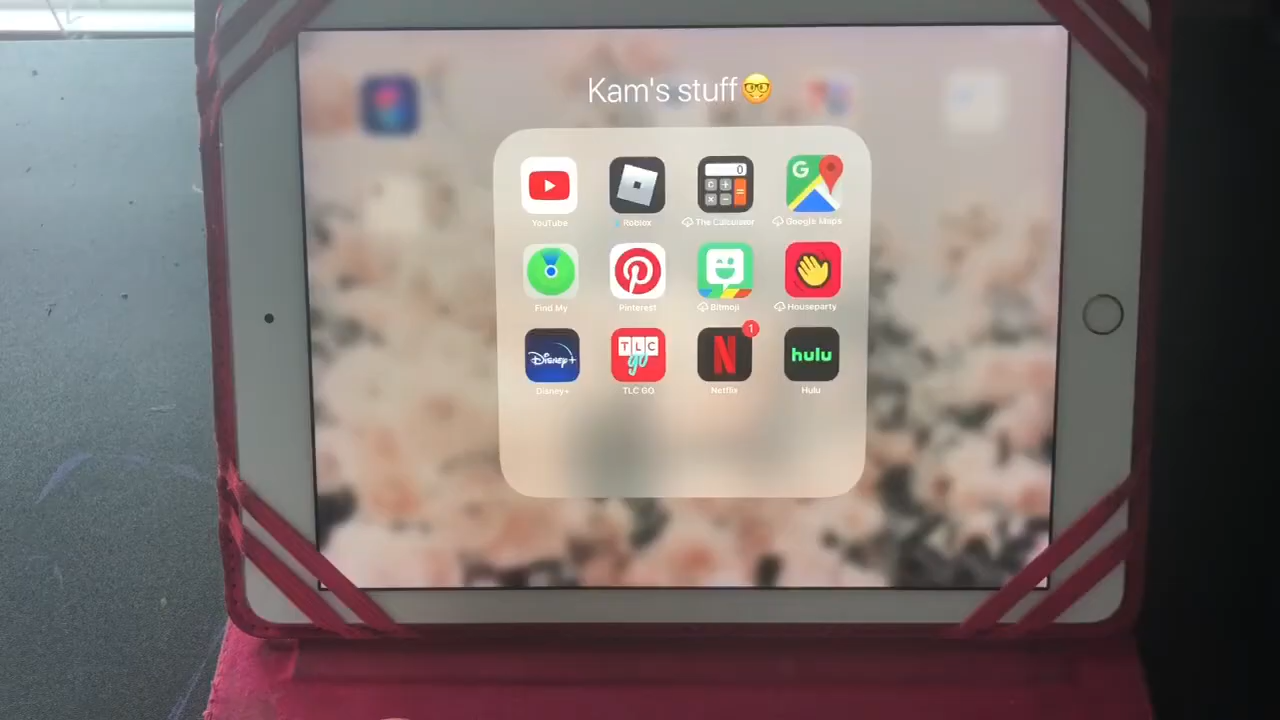 Kam's stuff🤓
YouTube
Roblox
0
C + = × −
The Calculator
G
Google Maps
Find My
Pinterest
Bitmoji
Houseparty
Disney+
Disney+
TLC
go
TLC GO
N
1
Netflix
hulu
Hulu